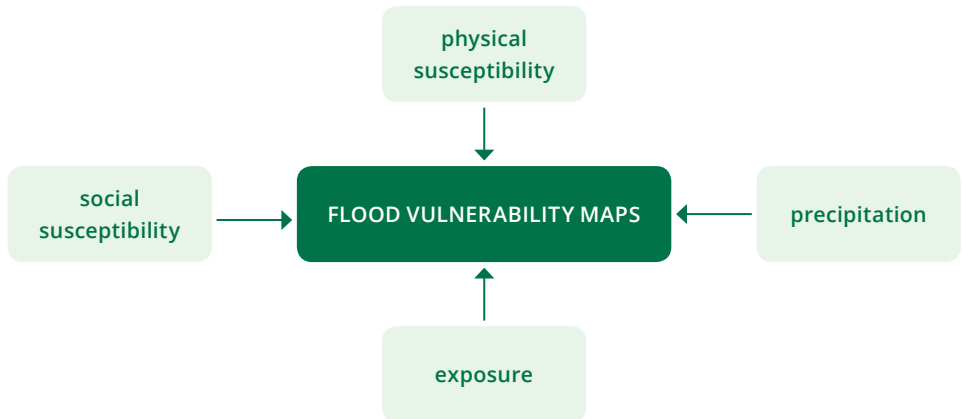 physical
susceptibility
social
susceptibility
FLOOD VULNERABILITY MAPS
precipitation
exposure